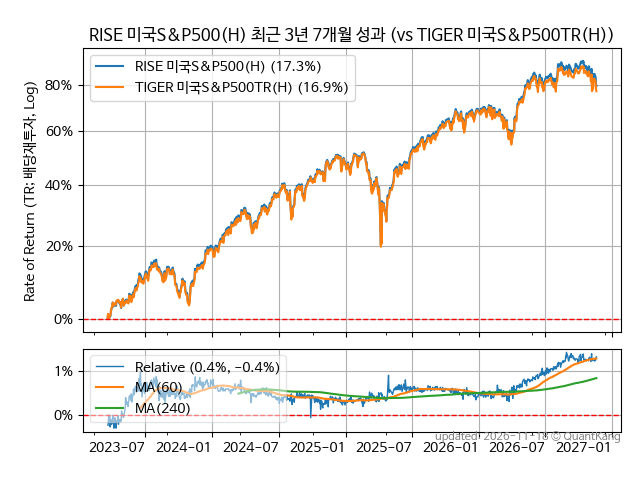 RISE 미국S&P500(H) 최근 3년 7개월 성과 (vs TIGER 미국S&P500TR(H))
RISE 미국S&P500(H) (17.3%)
TIGER 미국S&P500TR(H) (16.9%)
Rate of Return (TR: 배당재투자, Log)
80%
60%
40%
20%
0%
Relative (0.4%, −0.4%)
MA(60)
MA(240)
1%
0%
2023−07 2024−01 2024−07 2025−01 2025−07 2026−01 2026−07 2027−01
updated: 2026−11−18 © QuantKang